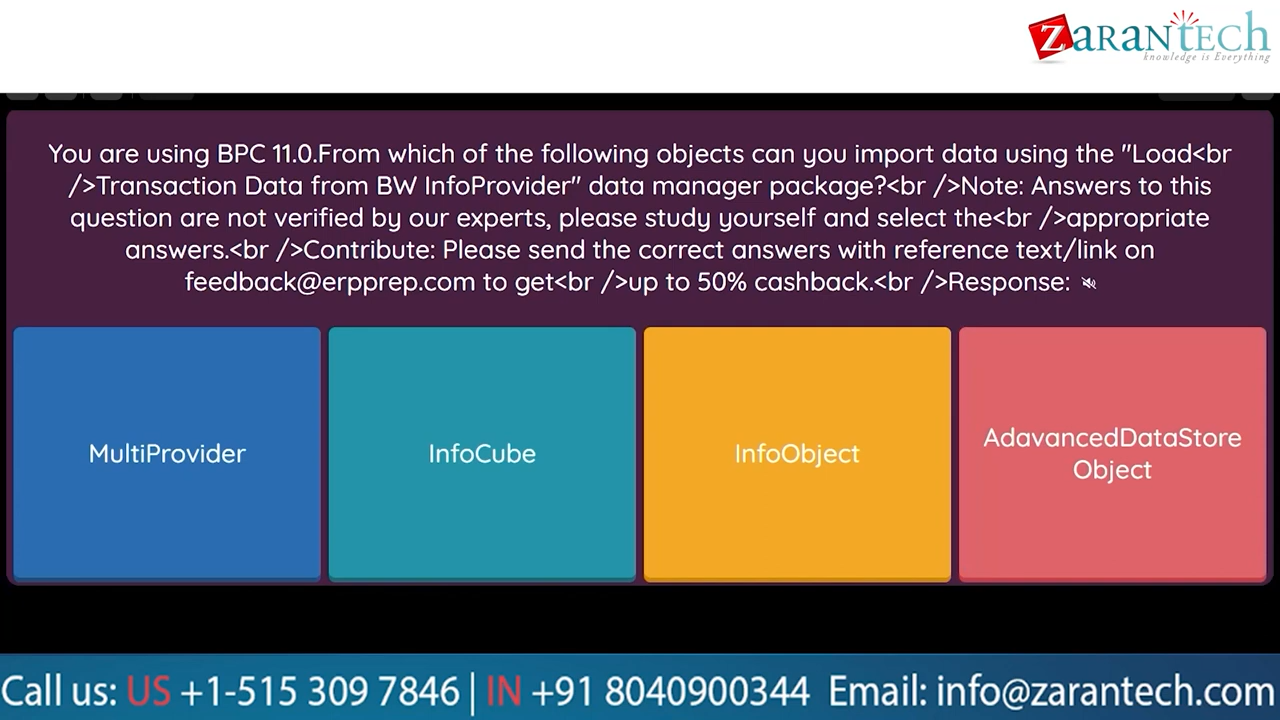 ZARANTECH
knowledge is Everything
You are using BPC 11.0.From which of the following objects can you import data using the "Load<br
/>Transaction Data from BW InfoProvider" data manager package?<br />Note: Answers to this
question are not verified by our experts, please study yourself and select the<br />appropriate
answers.<br />Contribute: Please send the correct answers with reference text/link on
feedback@erpprep.com to get<br />up to 50% cashback.<br />Response:
MultiProvider
InfoCube
InfoObject
AdavancedDataStore
Object
Call us: US +1-515 309 7846 | IN +91 8040900344 Email: info@zarantech.com